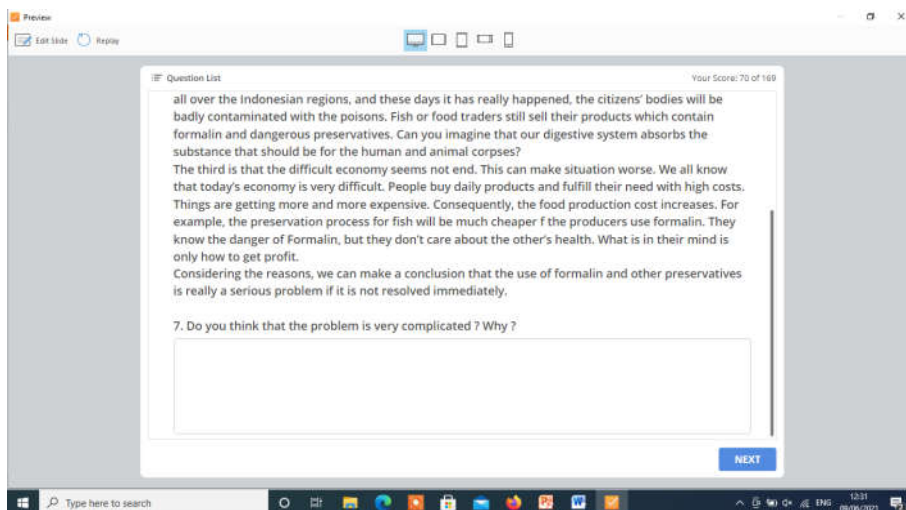 Preview
Edit Slide Replay
Question List Your Score: 70 of 169
all over the Indonesian regions, and these days it has really happened, the citizens' bodies will be
badly contaminated with the poisons. Fish or food traders still sell their products which contain
formalin and dangerous preservatives. Can you imagine that our digestive system absorbs the
substance that should be for the human and animal corpses?
The third is that the difficult economy seems not end. This can make situation worse. We all know
that today's economy is very difficult. People buy daily products and fulfill their need with high costs.
Things are getting more and more expensive. Consequently, the food production cost increases. For
example, the preservation process for fish will be much cheaper f the producers use formalin. They
know the danger of Formalin, but they don't care about the other's health. What is in their mind is
only how to get profit.
Considering the reasons, we can make a conclusion that the use of formalin and other preservatives
is really a serious problem if it is not resolved immediately.
7. Do you think that the problem is very complicated ? Why ?
NEXT
Type here to search
ENG
12:31
09/06/2021